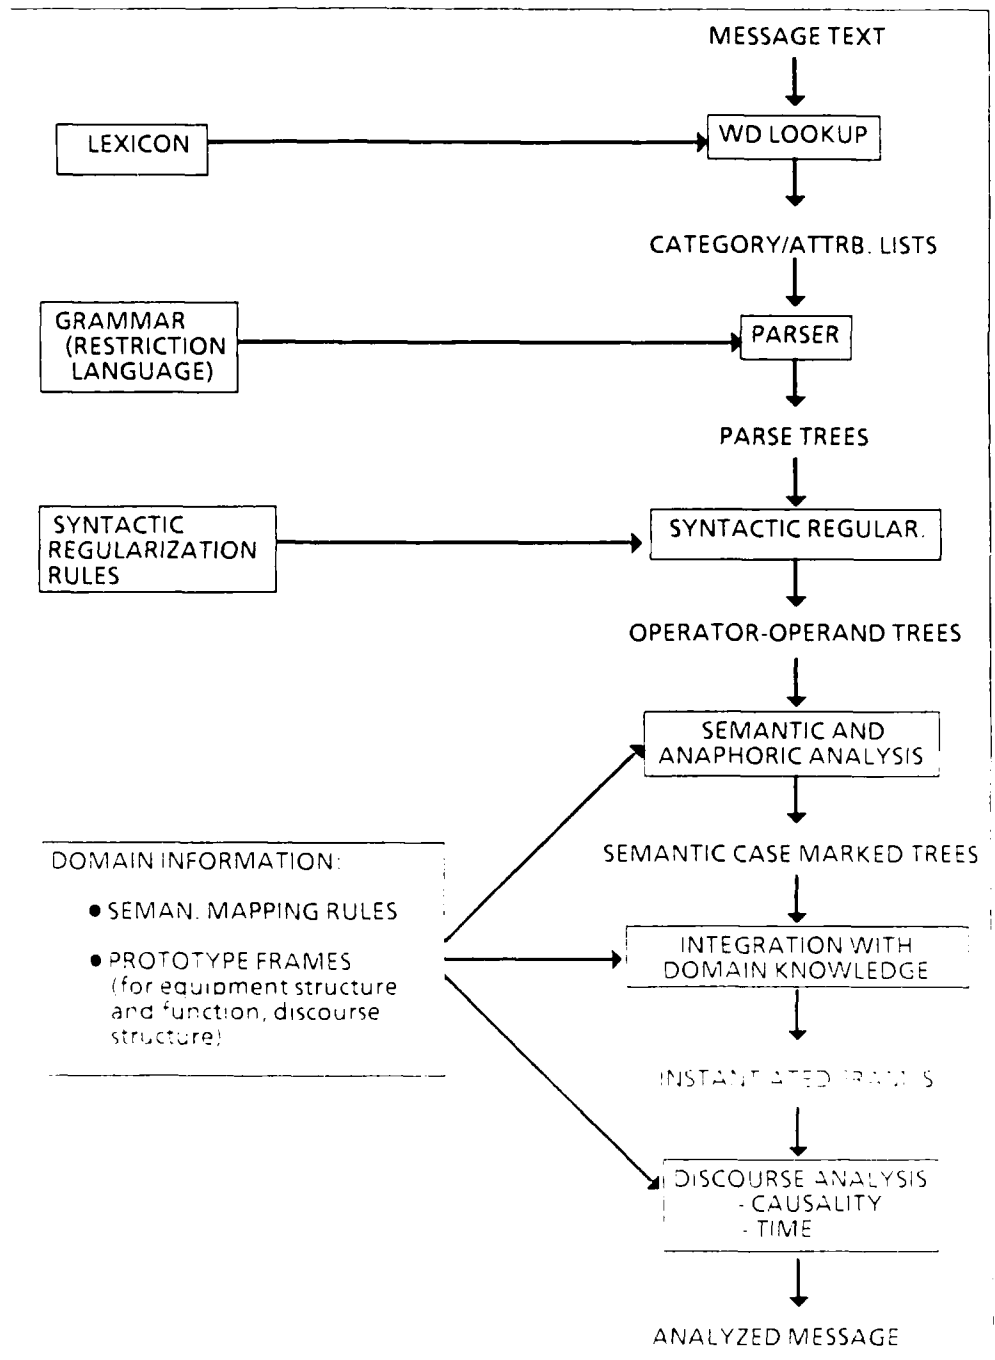 MESSAGE TEXT
LEXICON
WD LOOKUP
CATEGORY/ATTRB. LISTS
GRAMMAR
(RESTRICTION
LANGUAGE)
PARSER
PARSE TREES
SYNTACTIC
REGULARIZATION
RULES
SYNTACTIC REGULAR.
OPERATOR-OPERAND TREES
SEMANTIC AND
ANAPHORIC ANALYSIS
SEMANTIC CASE MARKED TREES
DOMAIN INFORMATION:
● SEMAN. MAPPING RULES
● PROTOTYPE FRAMES
(for equipment structure
and function, discourse
structure)
INTEGRATION WITH
DOMAIN KNOWLEDGE
INSTANTIATED FRAMES
DISCOURSE ANALYSIS
- CAUSALITY
- TIME
ANALYZED MESSAGE